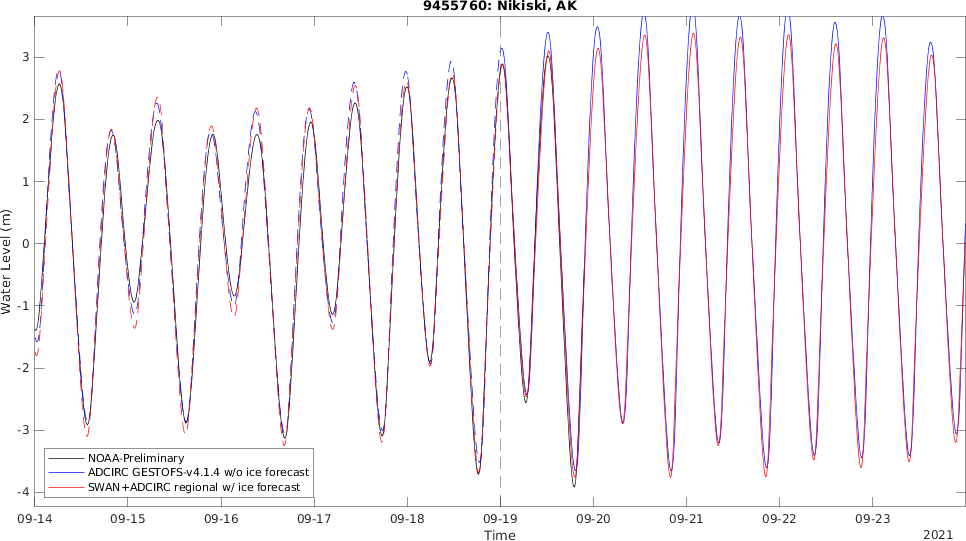 9455760: Nikiski, AK
Water Level (m)
3
2
1
0
-1
-2
-3
-4
NOAA-Preliminary
ADCIRC GESTOFS-v4.1.4 w/o ice forecast
SWAN+ADCIRC regional w/ ice forecast
09-14 09-15 09-16 09-17 09-18 09-19 09-20 09-21 09-22 09-23
Time
2021